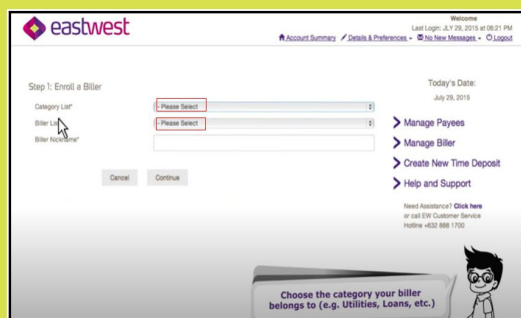 eastwest
Welcome
Last Login: JLY 29, 2015 at 08:21 PM
Account Summary Details & Preferences No New Messages Logout
Step 1: Enroll a Biller
Today's Date:
July 29, 2015
Category List*
- Please Select
Biller Lis
- Please Select
Biller Nickname*
Cancel Continue
Manage Payees
Manage Biller
Create New Time Deposit
Help and Support
Need Assistance? Click here
or call EW Customer Service
Hotline +632 888 1700
Choose the category your biller
belongs to (e.g. Utilities, Loans, etc.)